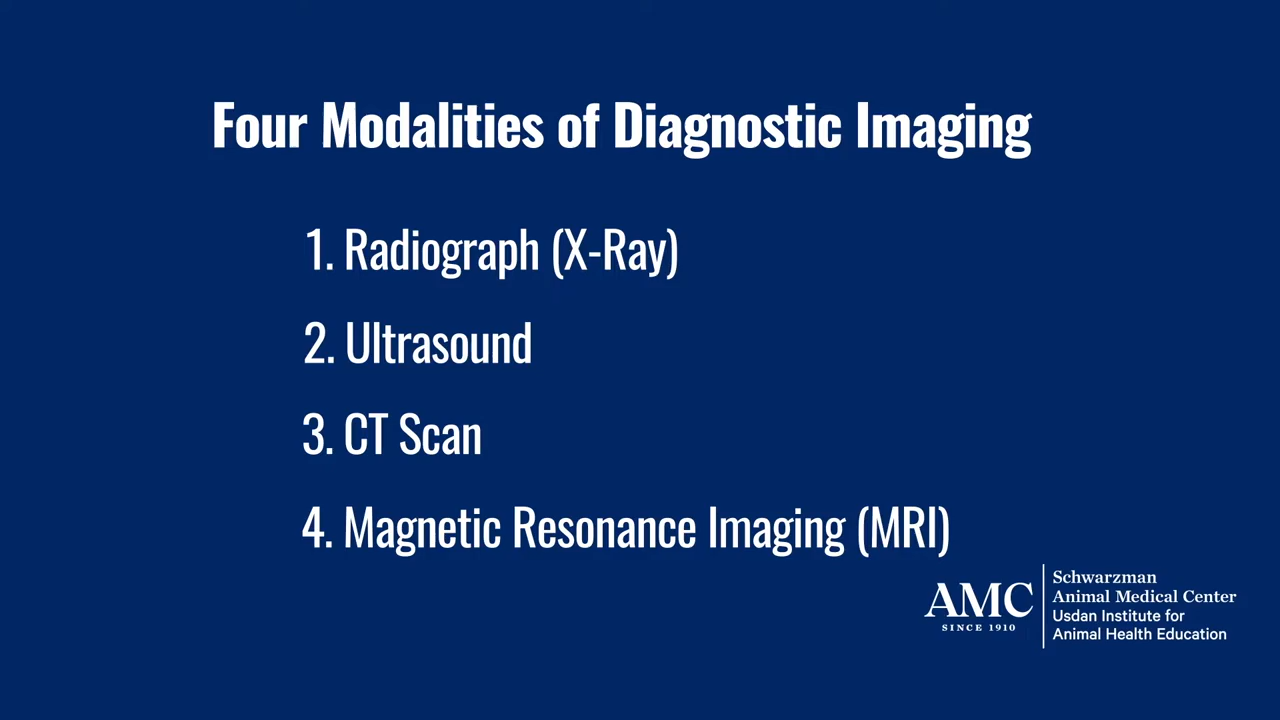 Four Modalities of Diagnostic Imaging
1. Radiograph (X-Ray)
2. Ultrasound
3. CT Scan
4. Magnetic Resonance Imaging (MRI)
AMC
SINCE 1910
Schwarzman
Animal Medical Center
Usdan Institute for
Animal Health Education